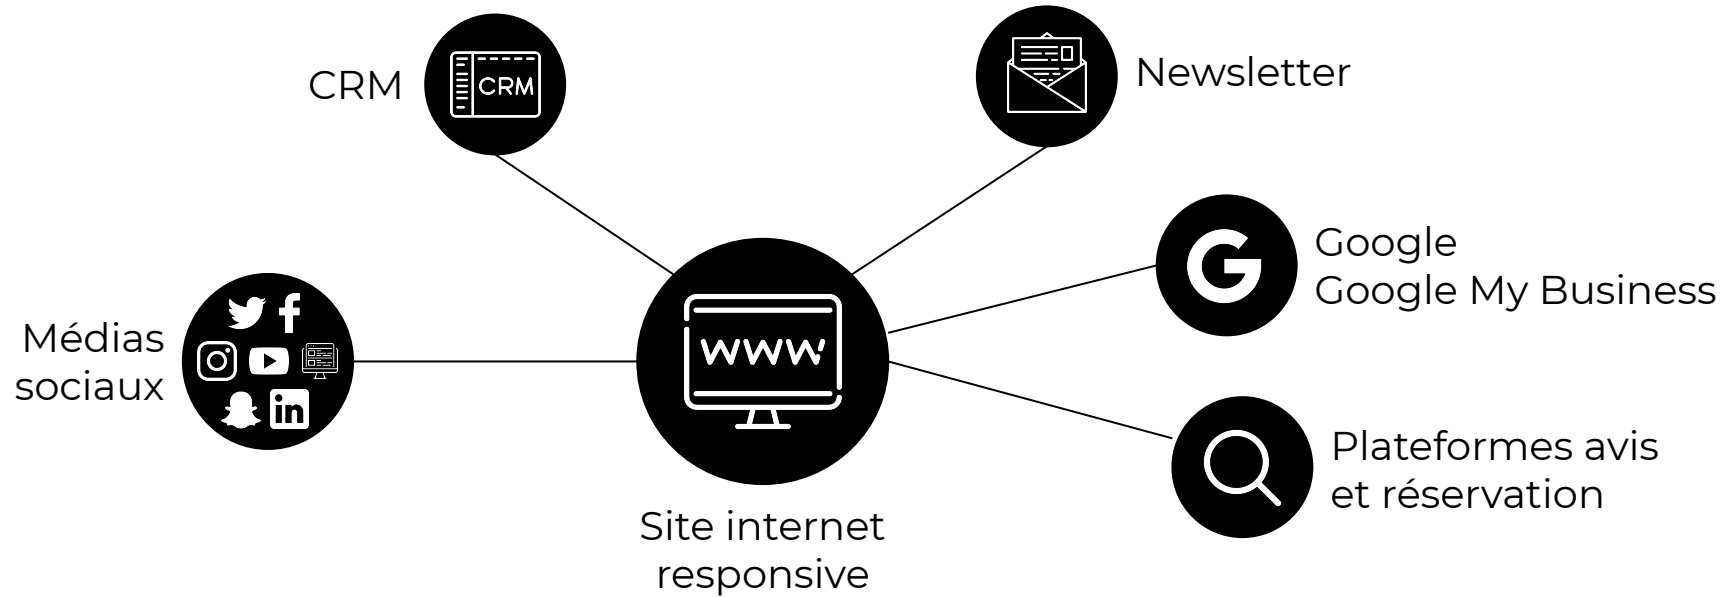 CRM
CRM
Newsletter
Google
Google My Business
Médias
sociaux
www
Plateformes avis
et réservation
Site internet
responsive